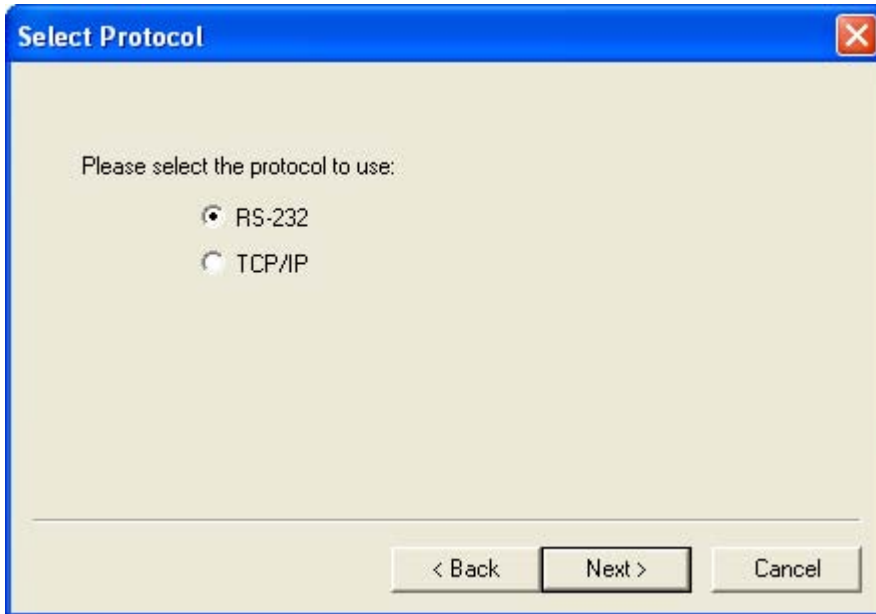 Select Protocol
Please select the protocol to use:
RS-232
TCP/IP
< Back
Next >
Cancel